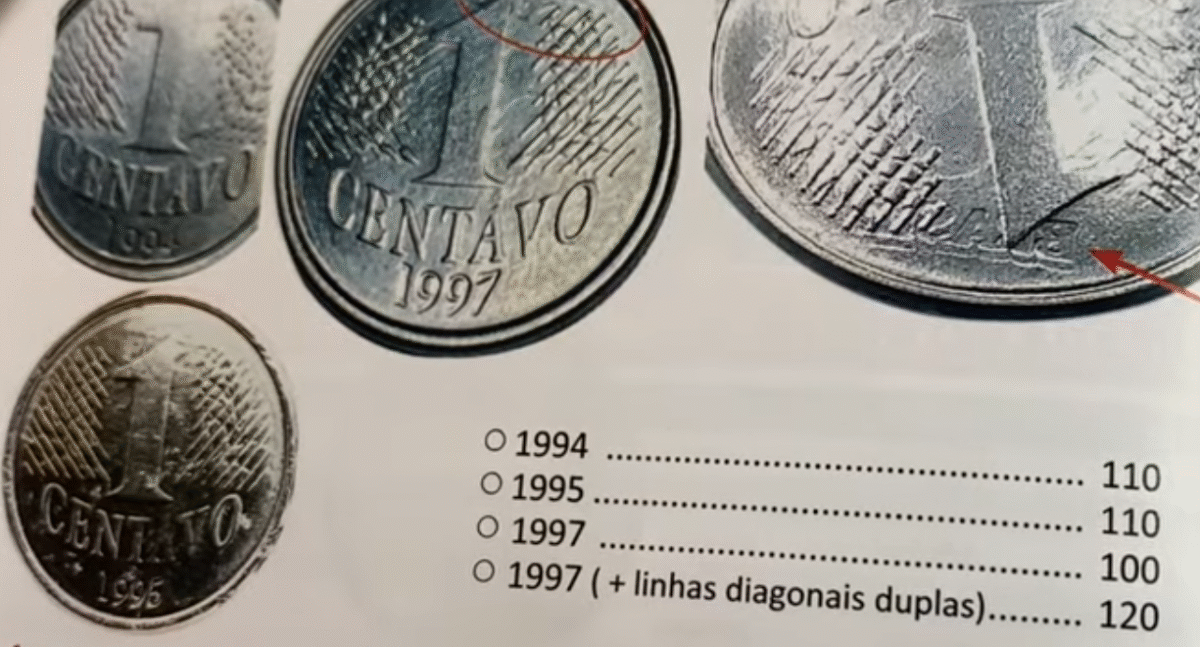 1
CENTAVO
1994
1
CENTAVO
1997
1
1
CENTAVO
1995
1994 ................................................ 110
1995 ................................................ 110
1997 ................................................ 100
1997 ( + linhas diagonais duplas)......... 120